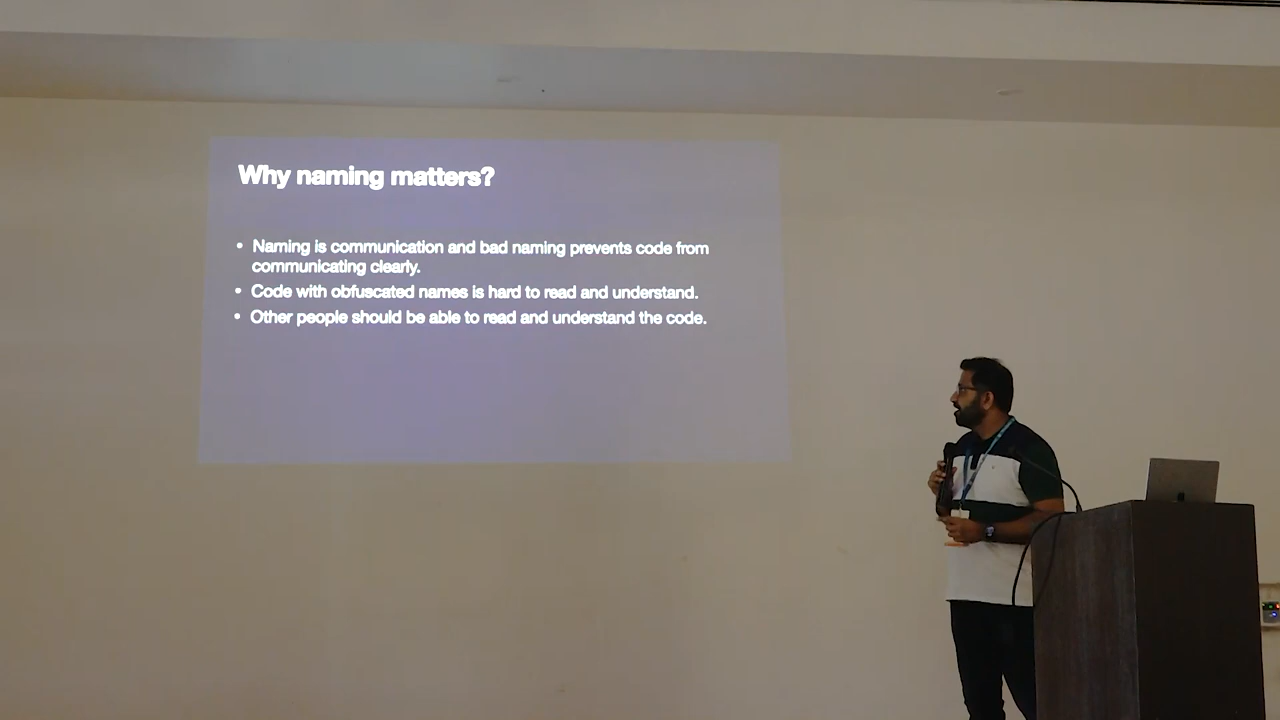 Why naming matters?
• Naming is communication and bad naming prevents code from
communicating clearly.
• Code with obfuscated names is hard to read and understand.
• Other people should be able to read and understand the code.